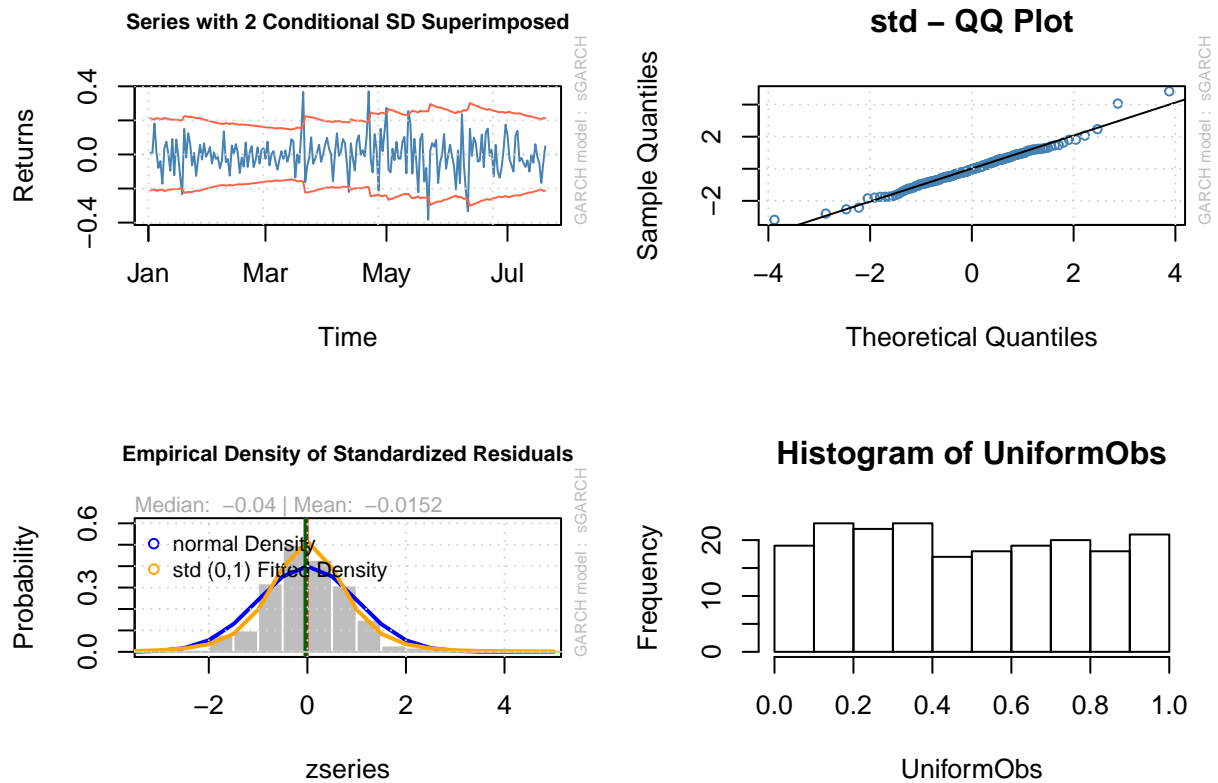 Series with 2 Conditional SD Superimposed
Returns
0.4
0.0
−0.4
Jan
Mar
May
Jul
Time
GARCH model : sGARCH
std − QQ Plot
Sample Quantiles
2
−2
−4
−2
0
2
4
Theoretical Quantiles
GARCH model : sGARCH
Empirical Density of Standardized Residuals
Median: −0.04 | Mean: −0.0152
Probability
0.6
0.3
0.0
normal Density
std (0,1) Fitted Density
−2
0
2
4
zseries
GARCH model : sGARCH
Histogram of UniformObs
Frequency
20
10
0
0.0
0.2
0.4
0.6
0.8
1.0
UniformObs